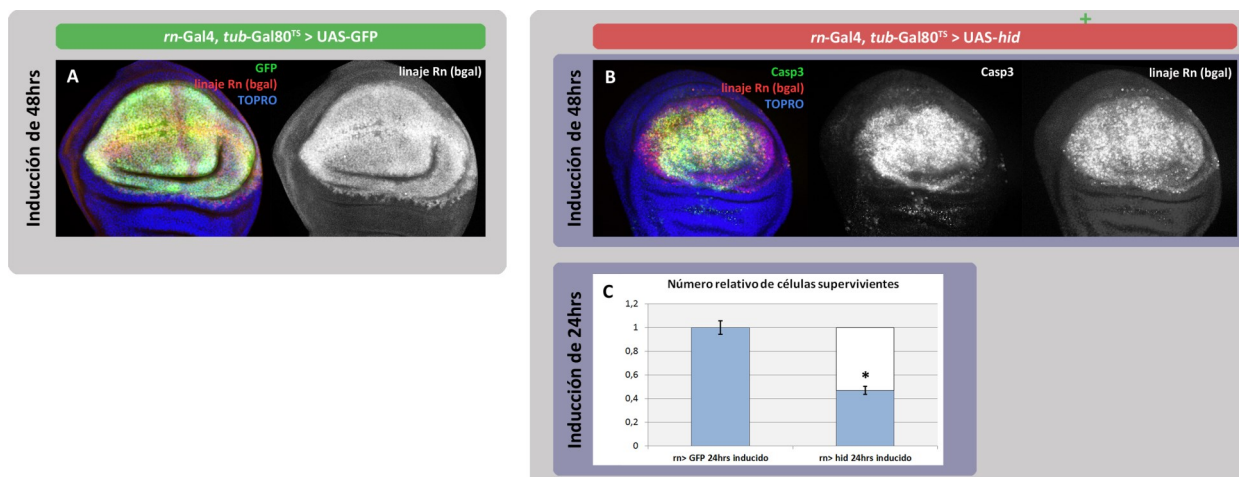 rn-Gal4, tub-Gal80TS > UAS-GFP
Inducción de 48hrs
A
GFP
linaje Rn (bgal)
TOPRO
linaje Rn (bgal)
+
rn-Gal4, tub-Gal80TS > UAS-hid
Inducción de 48hrs
B
Casp3
linaje Rn (bgal)
TOPRO
Casp3
linaje Rn (bgal)
Inducción de 24hrs
C
Número relativo de células supervivientes
1,2
1
0,8
0,6
0,4
0,2
0
*
rn> GFP 24hrs inducido
rn> hid 24hrs inducido